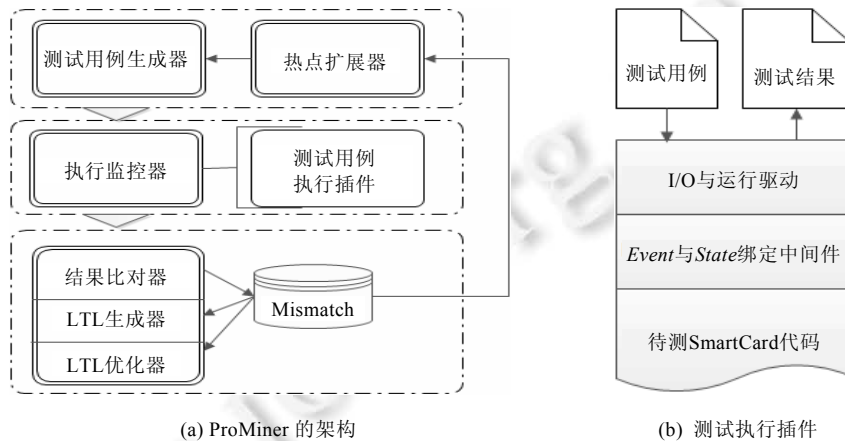 测试用例生成器
热点扩展器
执行监控器
测试用例
执行插件
结果比对器
LTL生成器
LTL优化器
Mismatch
(a) ProMiner 的架构
测试用例
测试结果
I/O与运行驱动
Event与State绑定中间件
待测SmartCard代码
(b) 测试执行插件